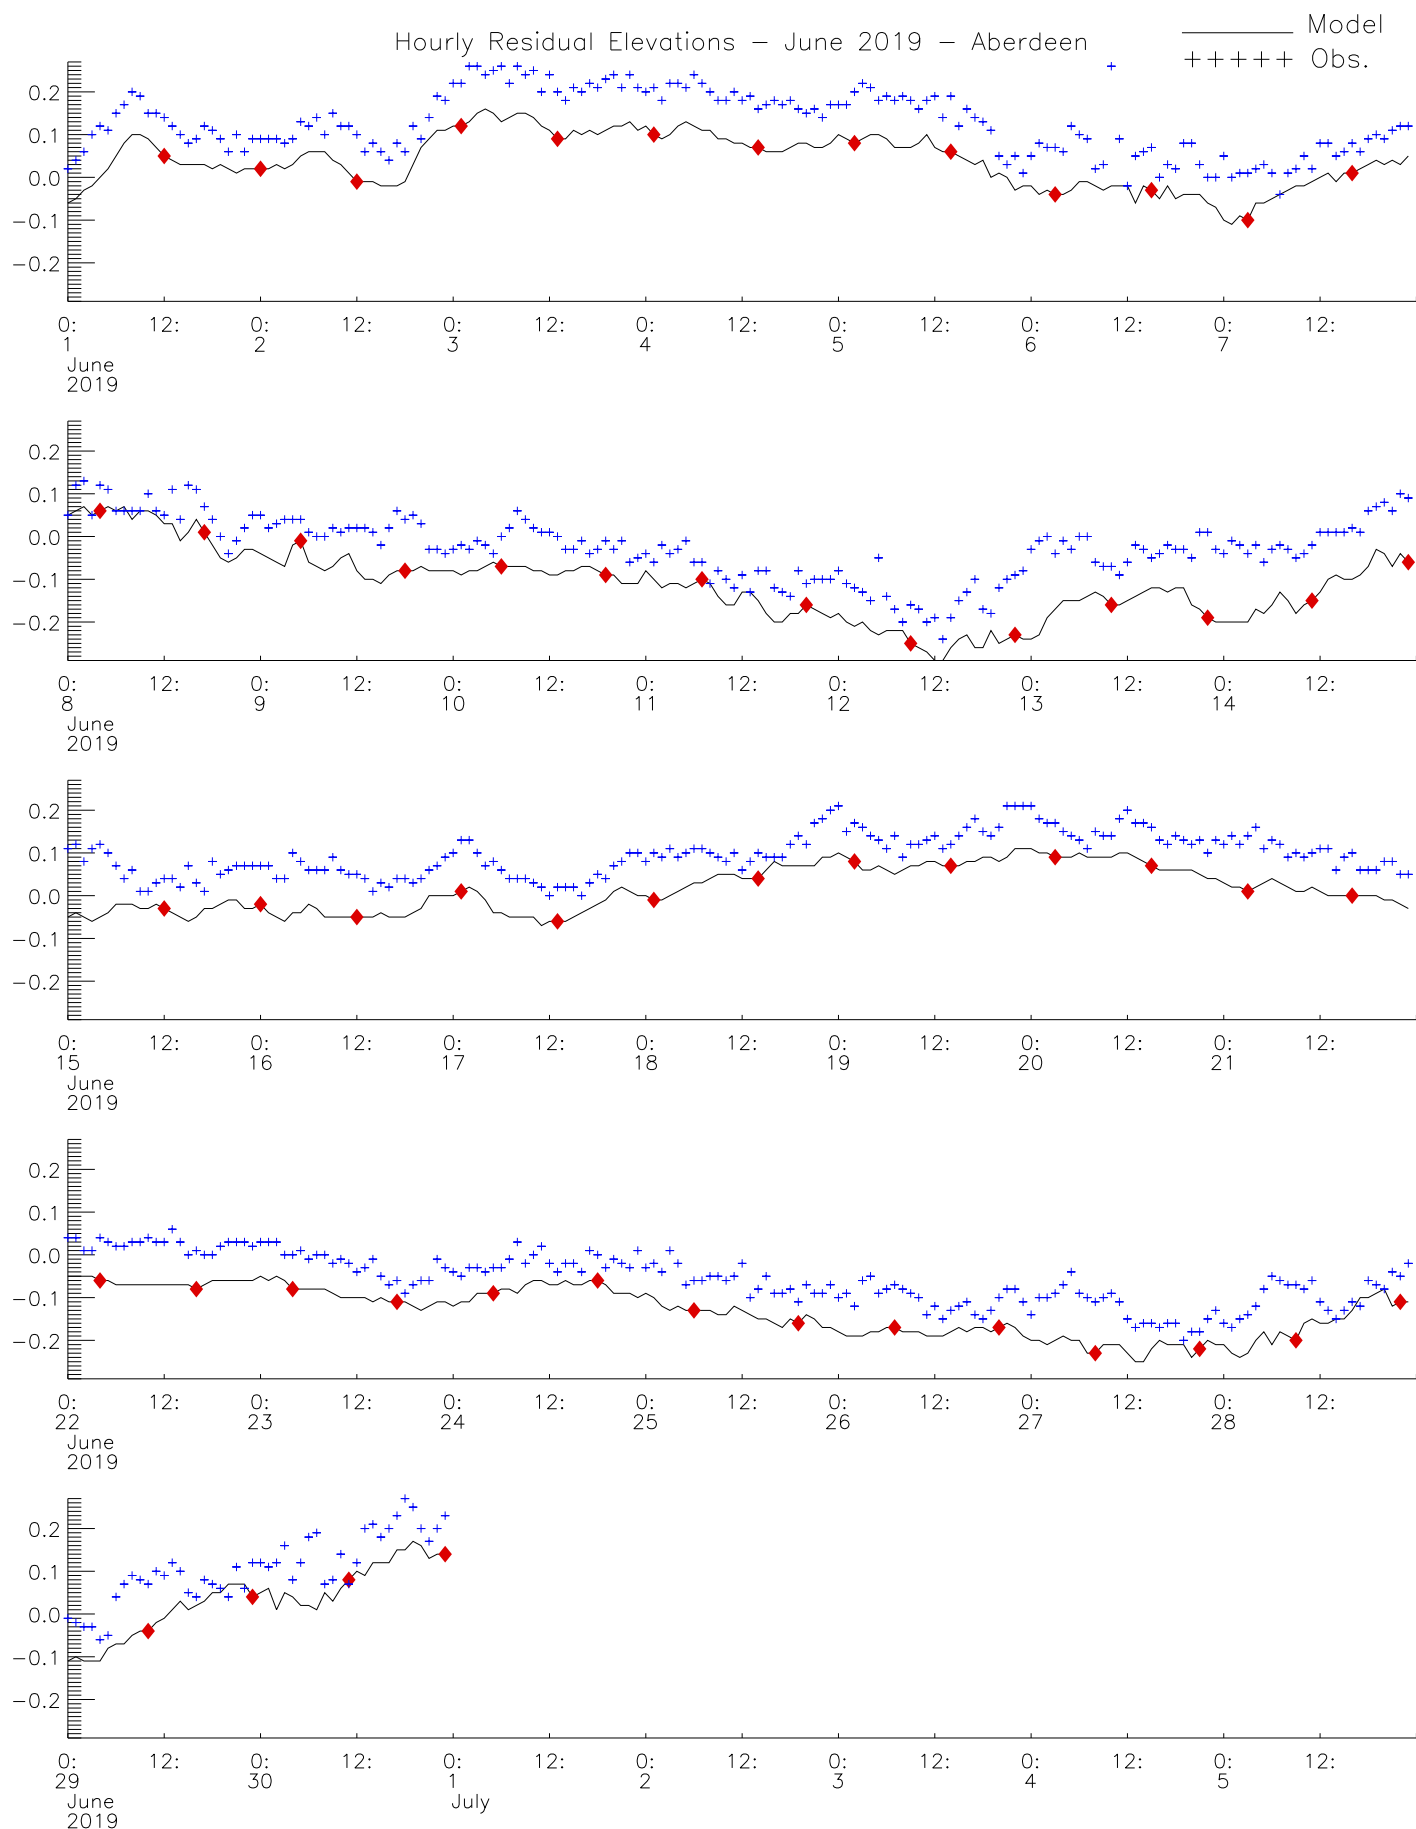 Hourly Residual Elevations – June 2019 – Aberdeen
Model
+++++ Obs.
0.2
0.1
0.0
−0.1
−0.2
0: 12: 0: 12: 0: 12: 0: 12: 0: 12: 0: 12: 0: 12:
1 2 3 4 5 6 7
June
2019
0.2
0.1
0.0
−0.1
−0.2
0: 12: 0: 12: 0: 12: 0: 12: 0: 12: 0: 12: 0: 12:
8 9 10 11 12 13 14
June
2019
0.2
0.1
0.0
−0.1
−0.2
0: 12: 0: 12: 0: 12: 0: 12: 0: 12: 0: 12: 0: 12:
15 16 17 18 19 20 21
June
2019
0.2
0.1
0.0
−0.1
−0.2
0: 12: 0: 12: 0: 12: 0: 12: 0: 12: 0: 12: 0: 12:
22 23 24 25 26 27 28
June
2019
0.2
0.1
0.0
−0.1
−0.2
0: 12: 0: 12: 0: 12: 0: 12: 0: 12: 0: 12: 0: 12:
29 30 1 2 3 4 5
June July
2019